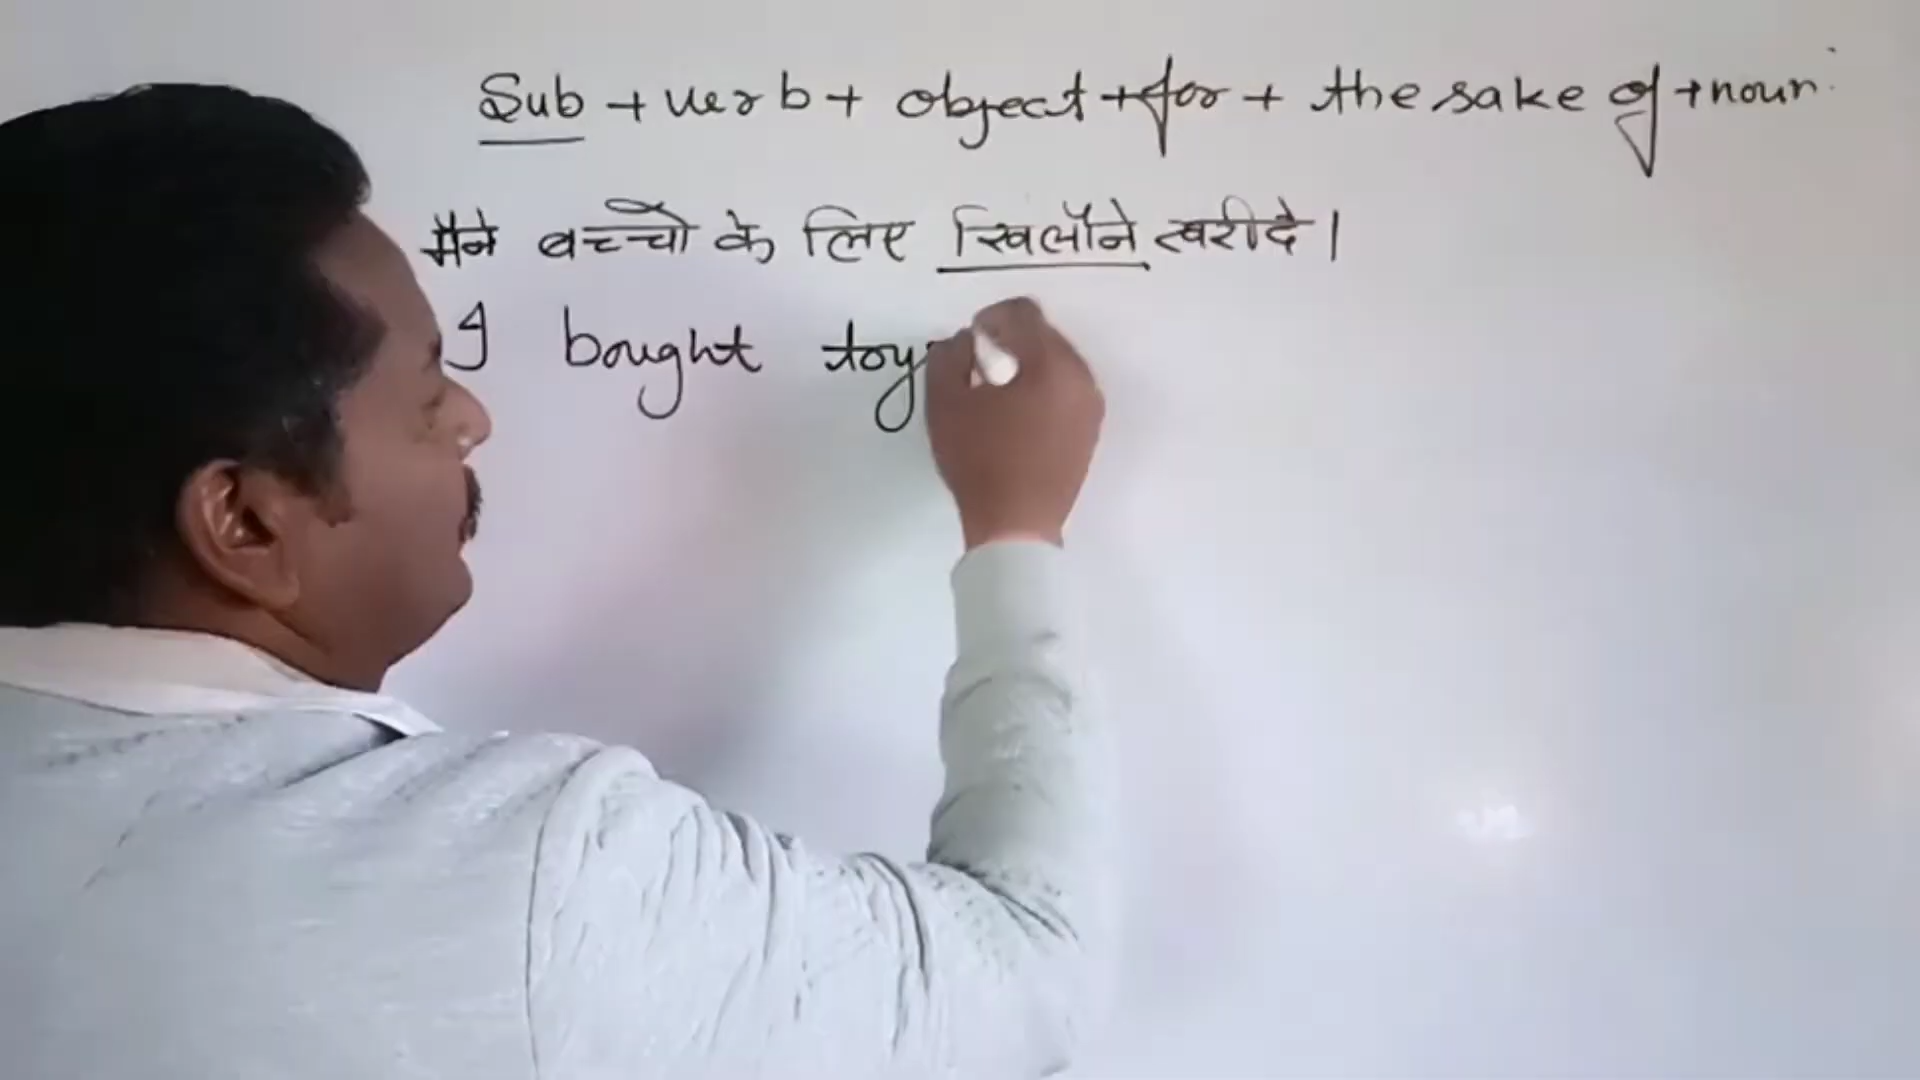 Sub + verb + object + for + the sake of + noun
मैंने बच्चों के लिए खिलौने खरीदे।
I bought toy